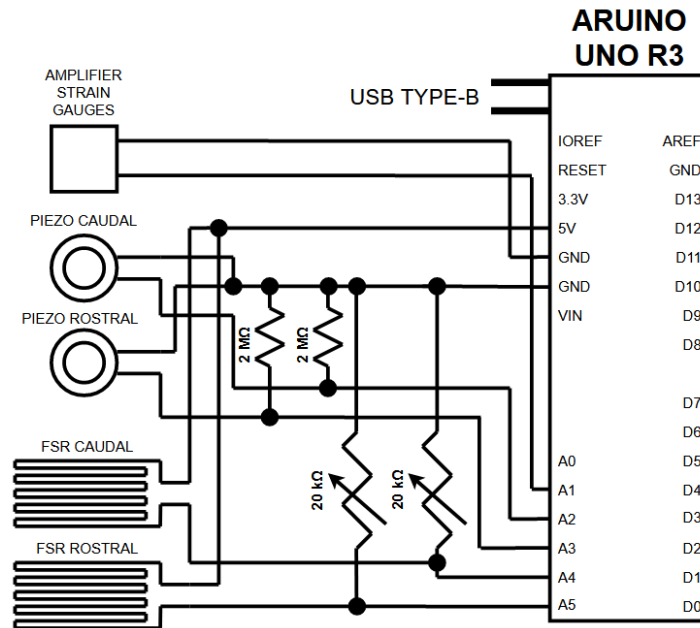 ARUINO
UNO R3
AMPLIFIER
STRAIN
GAUGES
USB TYPE-B
IOREF
AREF
RESET
GND
3.3V
D13
PIEZO CAUDAL
5V
D12
GND
D11
GND
D10
PIEZO ROSTRAL
VIN
D9
D8
2 MΩ
2 MΩ
D7
D6
FSR CAUDAL
A0
D5
20 kΩ
20 kΩ
A1
D4
A2
D3
FSR ROSTRAL
A3
D2
A4
D1
A5
D0